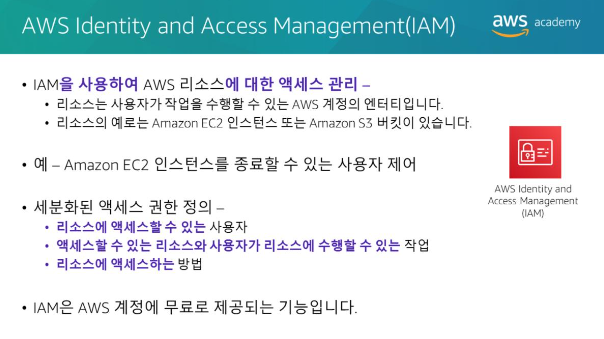 AWS Identity and Access Management(IAM)
aws academy
• IAM을 사용하여 AWS 리소스에 대한 액세스 관리 –
• 리소스는 사용자가 작업을 수행할 수 있는 AWS 계정의 엔터티입니다.
• 리소스의 예로는 Amazon EC2 인스턴스 또는 Amazon S3 버킷이 있습니다.
• 예 – Amazon EC2 인스턴스를 종료할 수 있는 사용자 제어
• 세분화된 액세스 권한 정의 –
• 리소스에 액세스할 수 있는 사용자
• 액세스할 수 있는 리소스와 사용자가 리소스에 수행할 수 있는 작업
• 리소스에 액세스하는 방법
• IAM은 AWS 계정에 무료로 제공되는 기능입니다.
AWS Identity and
Access Management
(IAM)